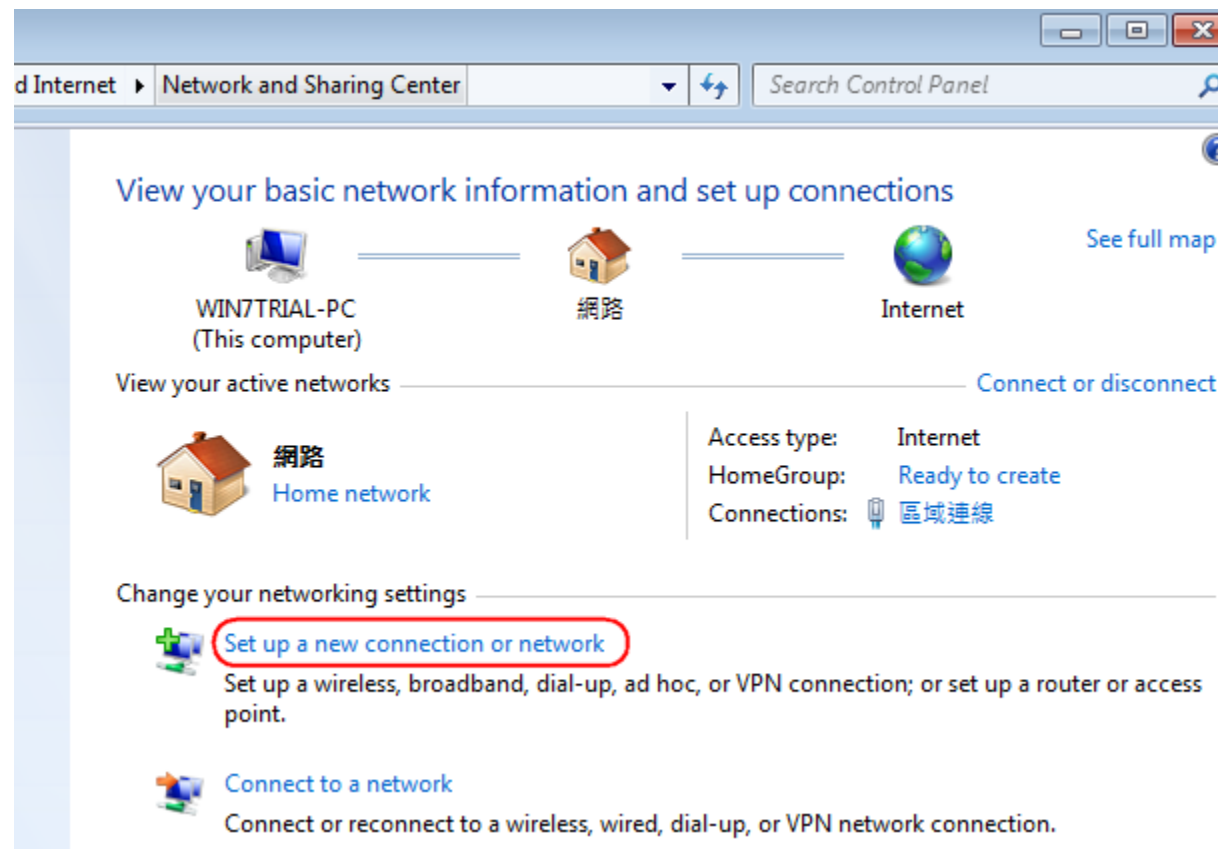 d Internet Network and Sharing Center Search Control Panel
View your basic network information and set up connections
See full map
WIN7TRIAL-PC 網路 Internet
(This computer)
View your active networks Connect or disconnect
網路 Access type: Internet
Home network HomeGroup: Ready to create
Connections: 區域連線
Change your networking settings
Set up a new connection or network
Set up a wireless, broadband, dial-up, ad hoc, or VPN connection; or set up a router or access
point.
Connect to a network
Connect or reconnect to a wireless, wired, dial-up, or VPN network connection.